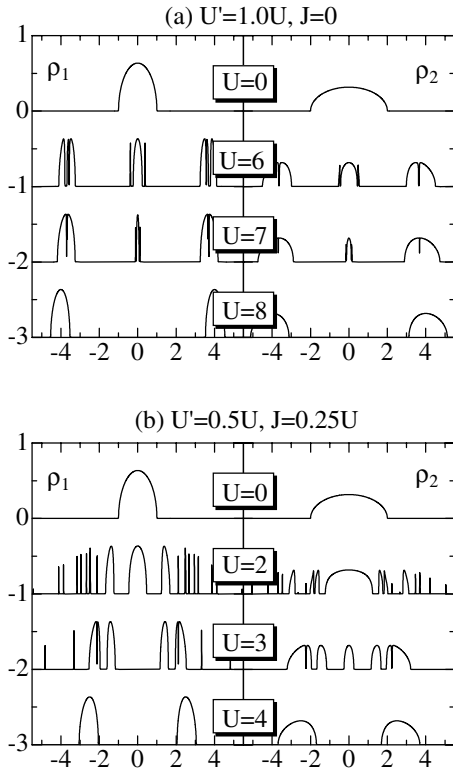 (a) U'=1.0U, J=0
1
ρ1
ρ2
U=0
0
U=6
-1
U=7
-2
U=8
-3
-4 -2 0 2 4 -4 -2 0 2 4
(b) U'=0.5U, J=0.25U
1
ρ1
ρ2
U=0
0
U=2
-1
U=3
-2
U=4
-3
-4 -2 0 2 4 -4 -2 0 2 4